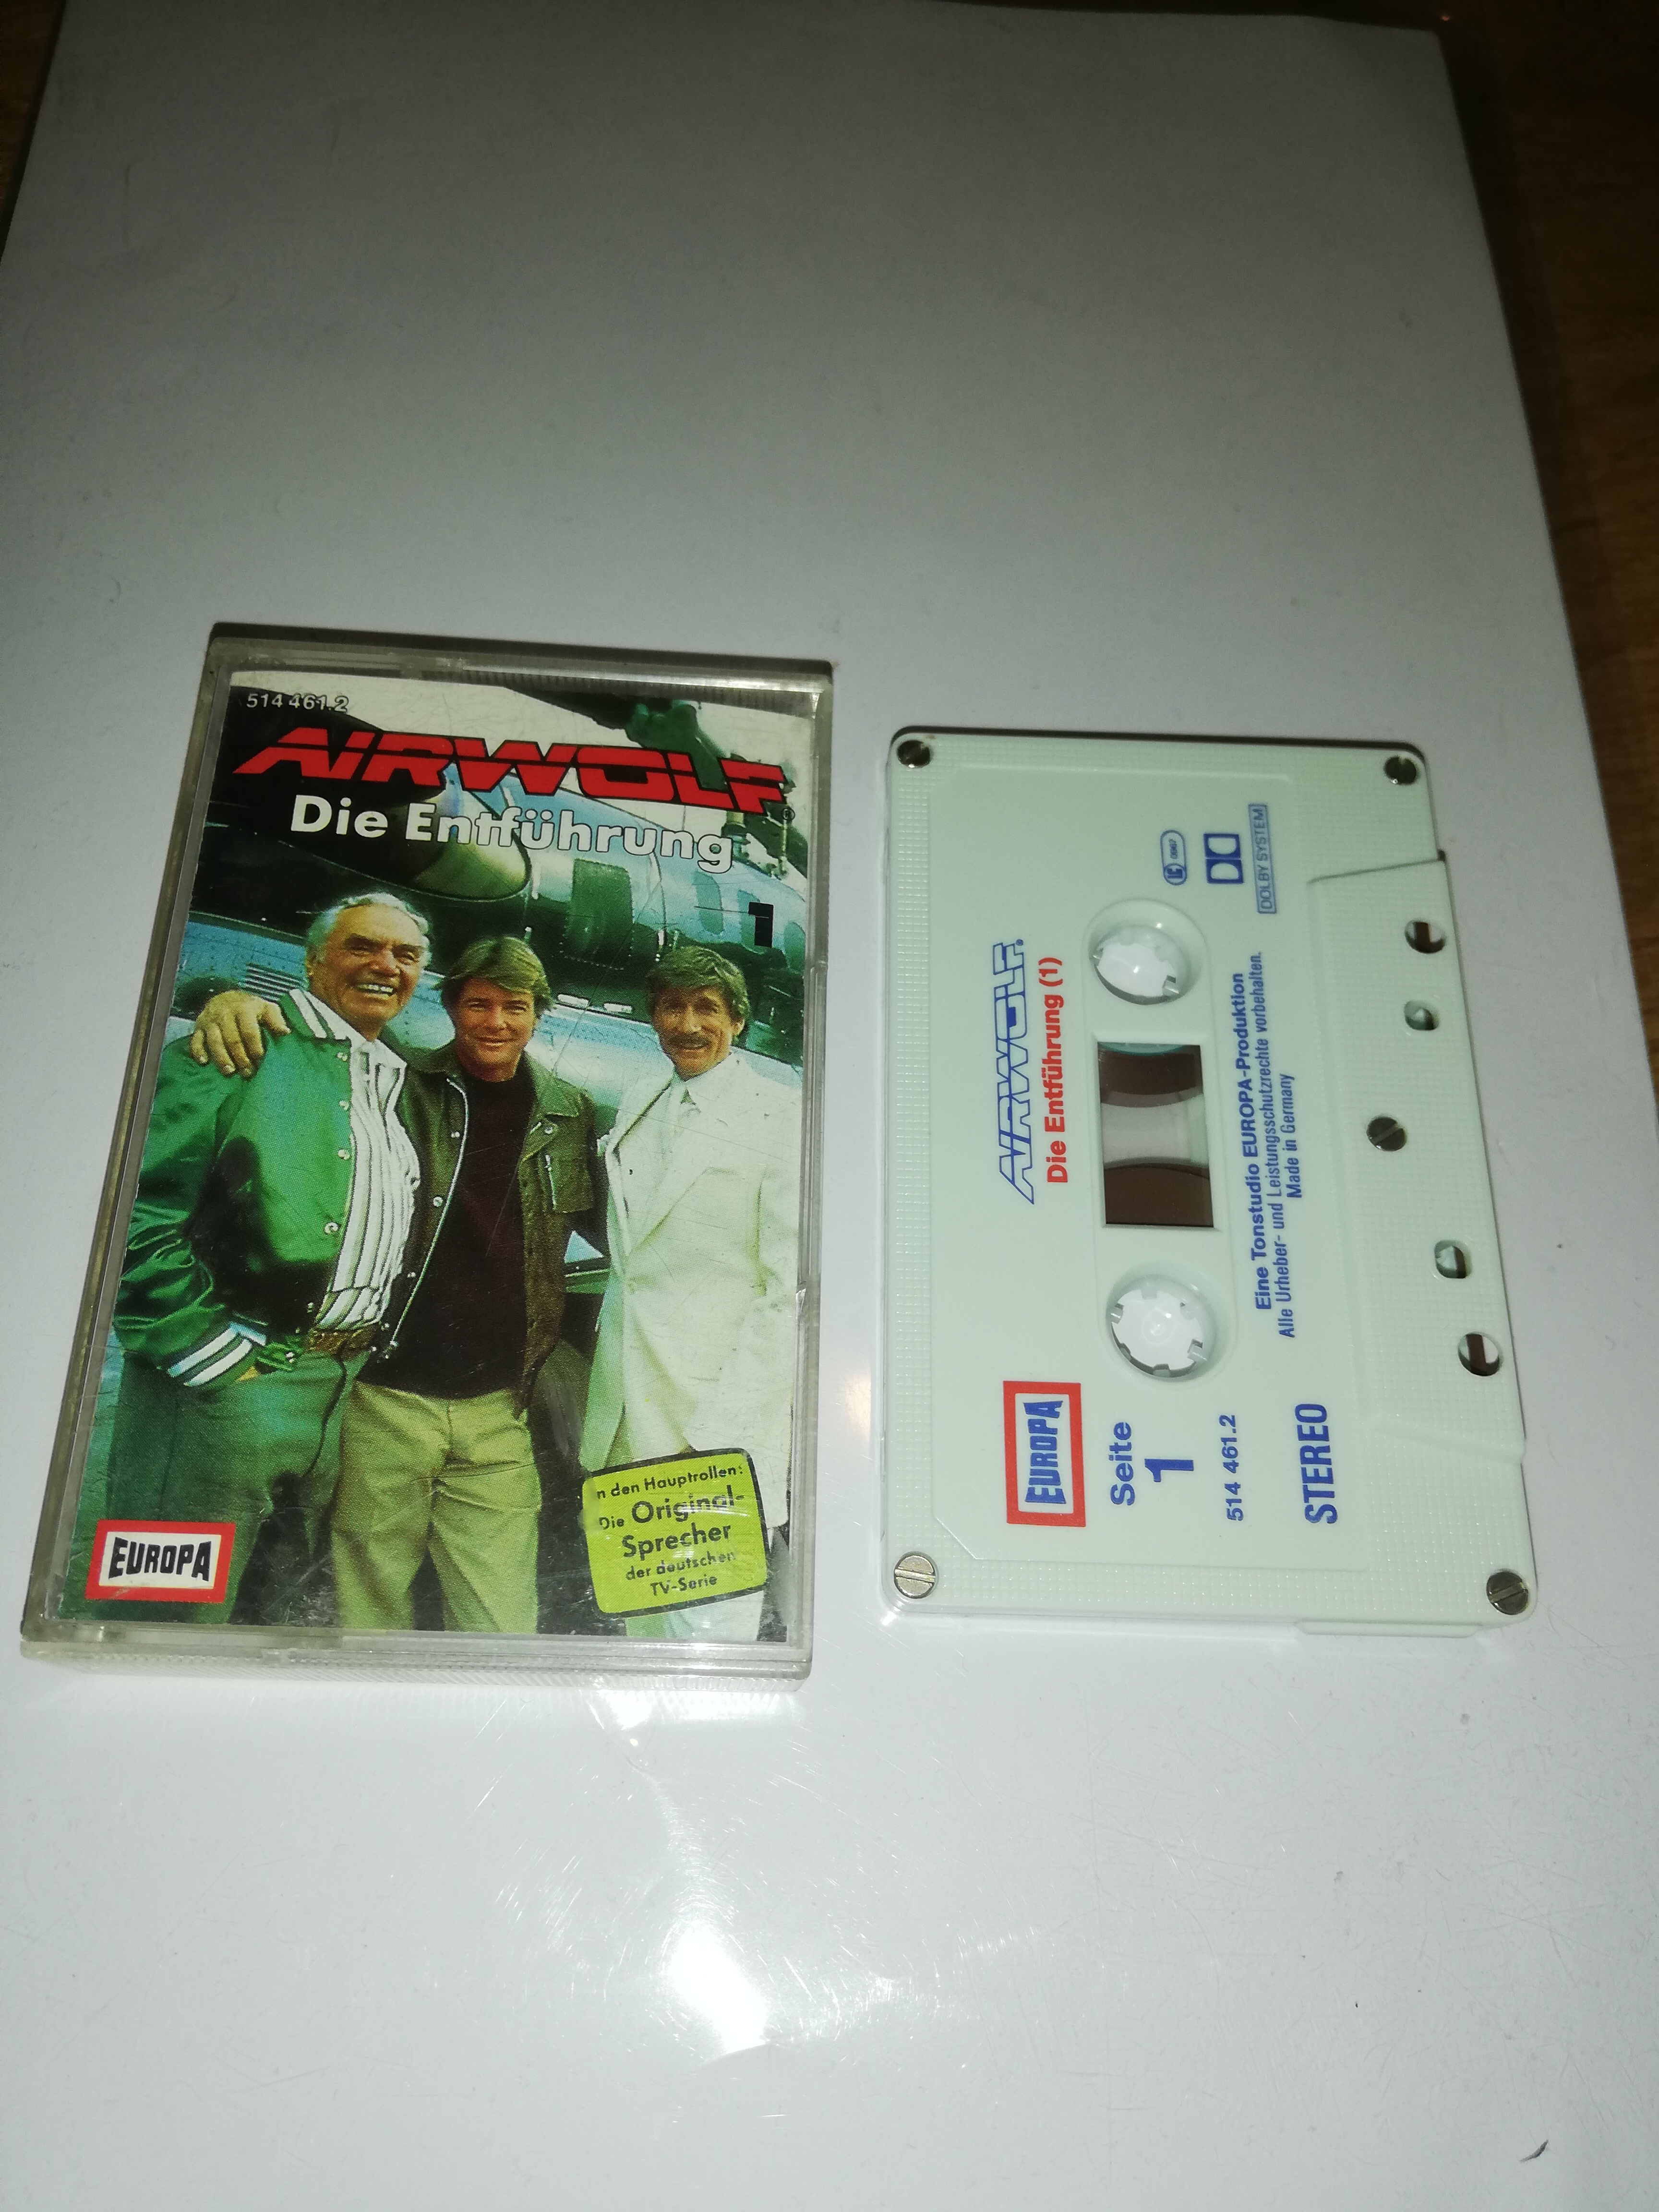 514 461.2
AIRWOLF®
Die Entführung
1
n den Hauptrollen:
Die Original-
Sprecher
der deutschen
TV-Serie
EUROPA
AIRWOLF®
Die Entführung (1)
EUROPA
Seite
1
514 461.2
STEREO
DOLBY SYSTEM
Eine Tonstudio EUROPA-Produktion
Alle Urheber- und Leistungsschutzrechte vorbehalten.
Made in Germany